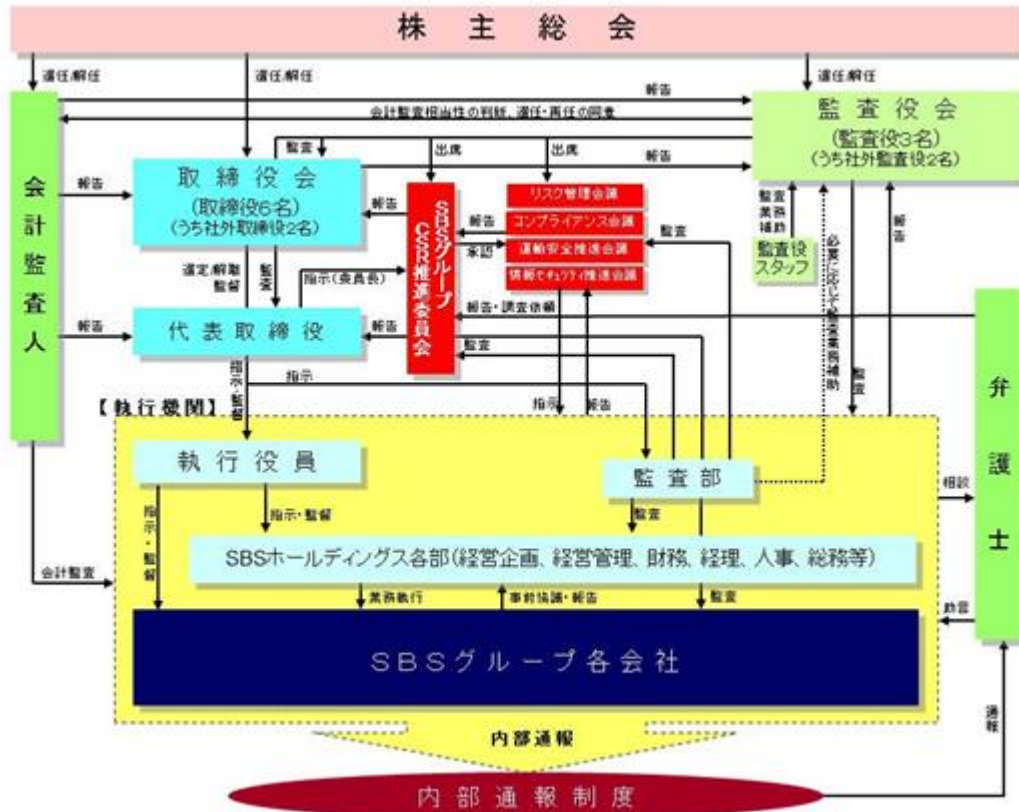 株主総会
選任/解任
選任/解任
選任/解任
会計監査人
報告
会計監査相当性の判断、選任・再任の同意
監査役会
(監査役3名)
(うち社外監査役2名)
監査
出席
出席
報告
報告
取締役会
(取締役6名)
(うち社外取締役2名)
報告
SBSグループ
CSR推進委員会
リスク管理会議
コンプライアンス会議
運輸安全推進会議
情報セキュリティ推進会議
報告
承認
監査
監査業務補助
監査役
スタッフ
必要に応じて監査業務補助
報告
選定/解職
監督
監査
指示(委員長)
報告・調査依頼
報告
代表取締役
報告
監査
指示・監督
指示
指示
報告
監査
弁護士
【執行機関】
執行役員
監査部
相談
指示・監督
指示・監督
監査
SBSホールディングス各部(経営企画、経営管理、財務、経理、人事、総務等)
会計監査
業務執行
事前協議・報告
監査
助言
SBSグループ各会社
内部通報
通報
内部通報制度